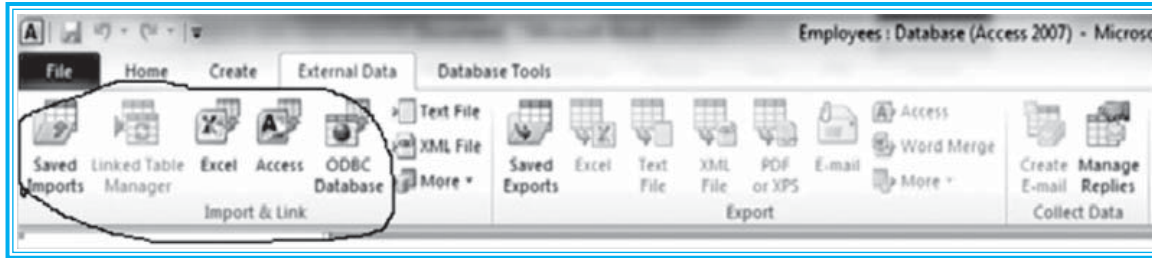 A
Employees : Database (Access 2007) - Microso
File Home Create External Data Database Tools
Saved Imports
Linked Table Manager
Excel
Access
ODBC Database
Text File
XML File
More
Import & Link
Saved Exports
Excel
Text File
XML File
PDF or XPS
E-mail
Access
Word Merge
More
Export
Create E-mail
Manage Replies
Collect Data